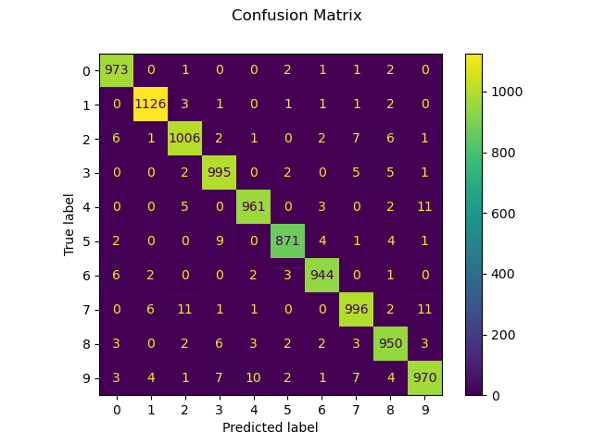 Confusion Matrix
0 973 0 1 0 0 2 1 1 2 0
1 0 1126 3 1 0 1 1 1 2 0
2 6 1 1006 2 1 0 2 7 6 1
3 0 0 2 995 0 2 0 5 5 1
4 0 0 5 0 961 0 3 0 2 11
5 2 0 0 9 0 871 4 1 4 1
6 6 2 0 0 2 3 944 0 1 0
7 0 6 11 1 1 0 0 996 2 11
8 3 0 2 6 3 2 2 3 950 3
9 3 4 1 7 10 2 1 7 4 970
0 1 2 3 4 5 6 7 8 9
Predicted label
True label
1000
800
600
400
200
0